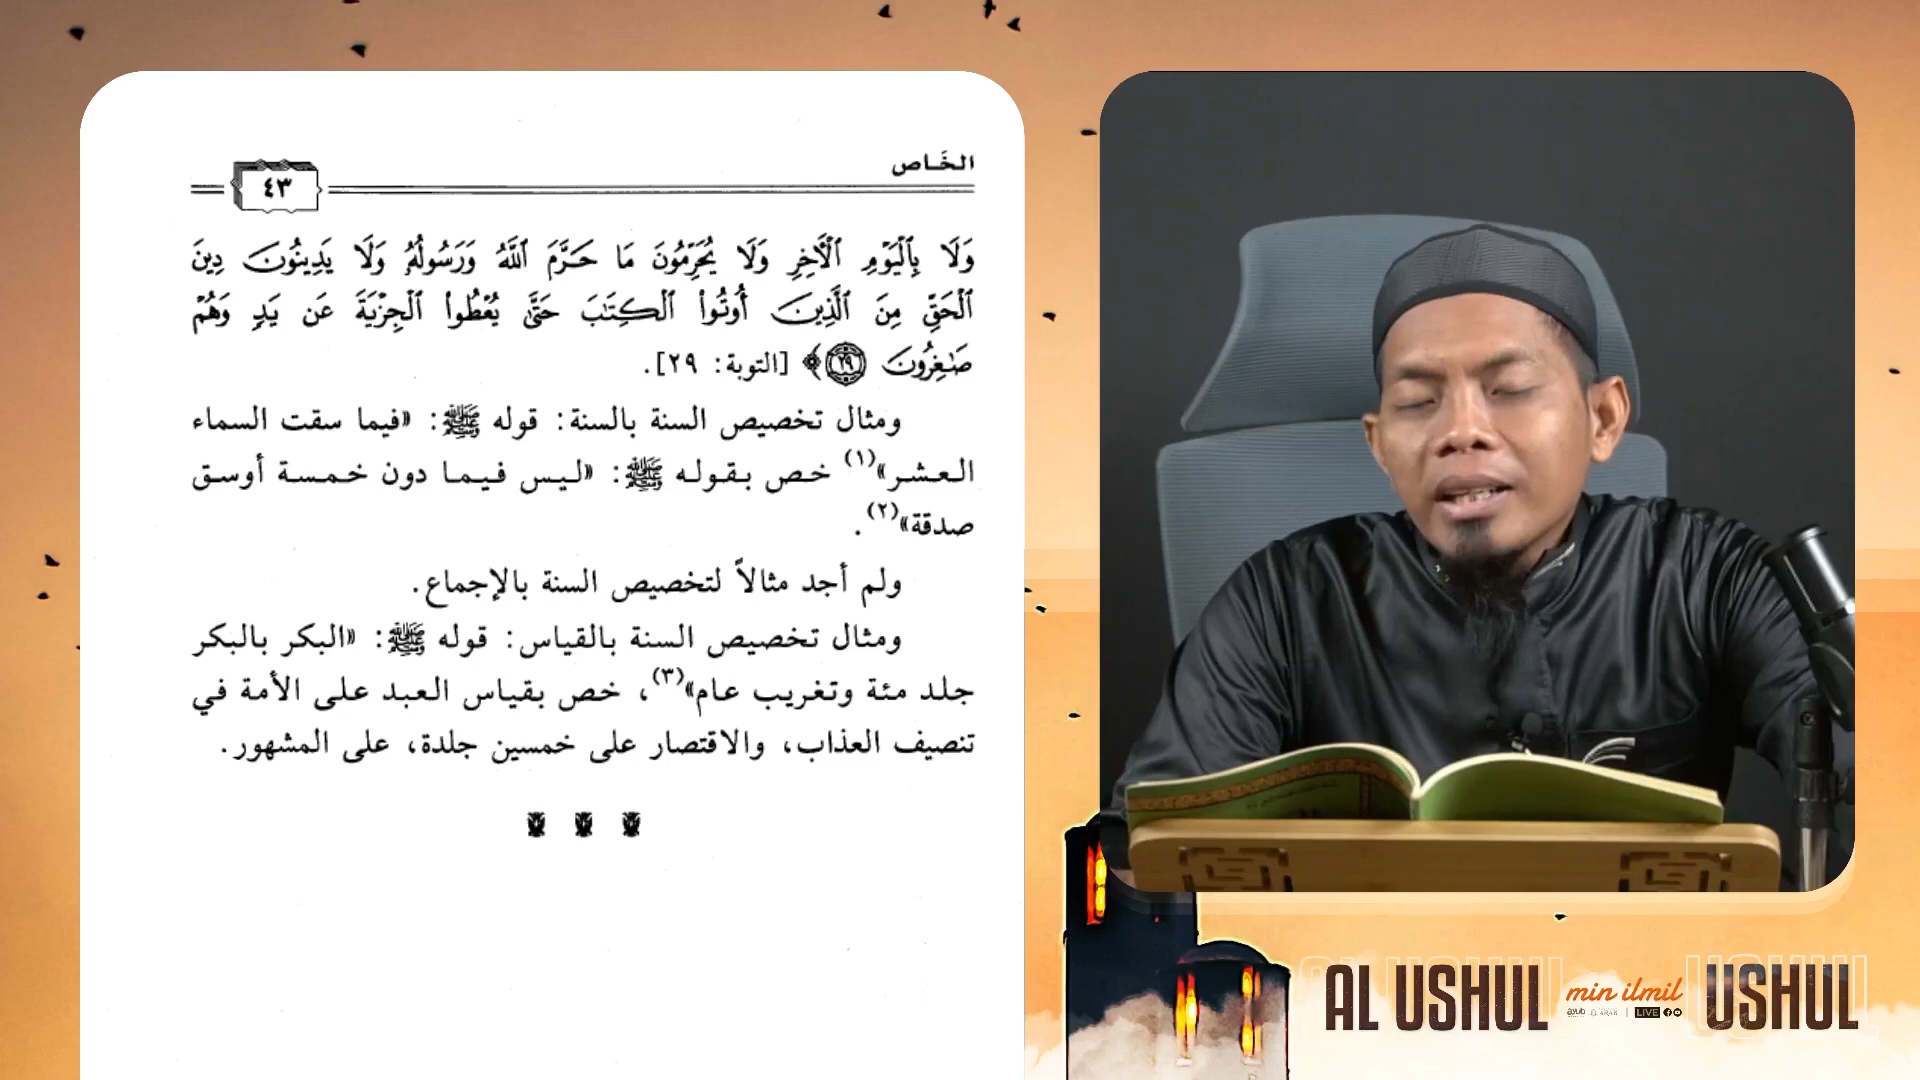 الخَاص
٤٣
وَلَا بِٱلْيَوْمِ ٱلْآخِرِ وَلَا يُحَرِّمُونَ مَا حَرَّمَ ٱللَّهُ وَرَسُولُهُۥ وَلَا يَدِينُونَ دِينَ
ٱلْحَقِّ مِنَ ٱلَّذِينَ أُوتُوا۟ ٱلْكِتَٰبَ حَتَّىٰ يُعْطُوا۟ ٱلْجِزْيَةَ عَن يَدٍ وَهُمْ
صَٰغِرُونَ ٢٩﴾ [التوبة: ٢٩].
ومثال تخصيص السنة بالسنة: قوله ﷺ: «فيما سقت السماء
العشر»(١) خص بقوله ﷺ: «ليس فيما دون خمسة أوسق
صدقة»(٢).
ولم أجد مثالاً لتخصيص السنة بالإجماع.
ومثال تخصيص السنة بالقياس: قوله ﷺ: «البكر بالبكر
جلد مئة وتغريب عام»(٣)، خص بقياس العبد على الأمة في
تنصيف العذاب، والاقتصار على خمسين جلدة، على المشهور.
AL USHUL min ilmil USHUL
LIVE